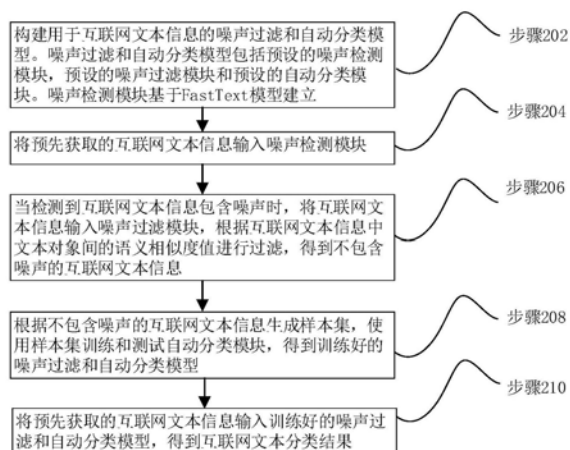 构建用于互联网文本信息的噪声过滤和自动分类模
型。噪声过滤和自动分类模型包括预设的噪声检测
模块，预设的噪声过滤模块和预设的自动分类模
块。噪声检测模块基于FastText模型建立
步骤202
将预先获取的互联网文本信息输入噪声检测模块
步骤204
当检测到互联网文本信息包含噪声时，将互联网文
本信息输入噪声过滤模块，根据互联网文本信息中
文本对象间的语义相似度值进行过滤，得到不包含
噪声的互联网文本信息
步骤206
根据不包含噪声的互联网文本信息生成样本集，使
用样本集训练和测试自动分类模块，得到训练好的
噪声过滤和自动分类模型
步骤208
将预先获取的互联网文本信息输入训练好的噪声过
滤和自动分类模型，得到互联网文本分类结果
步骤210